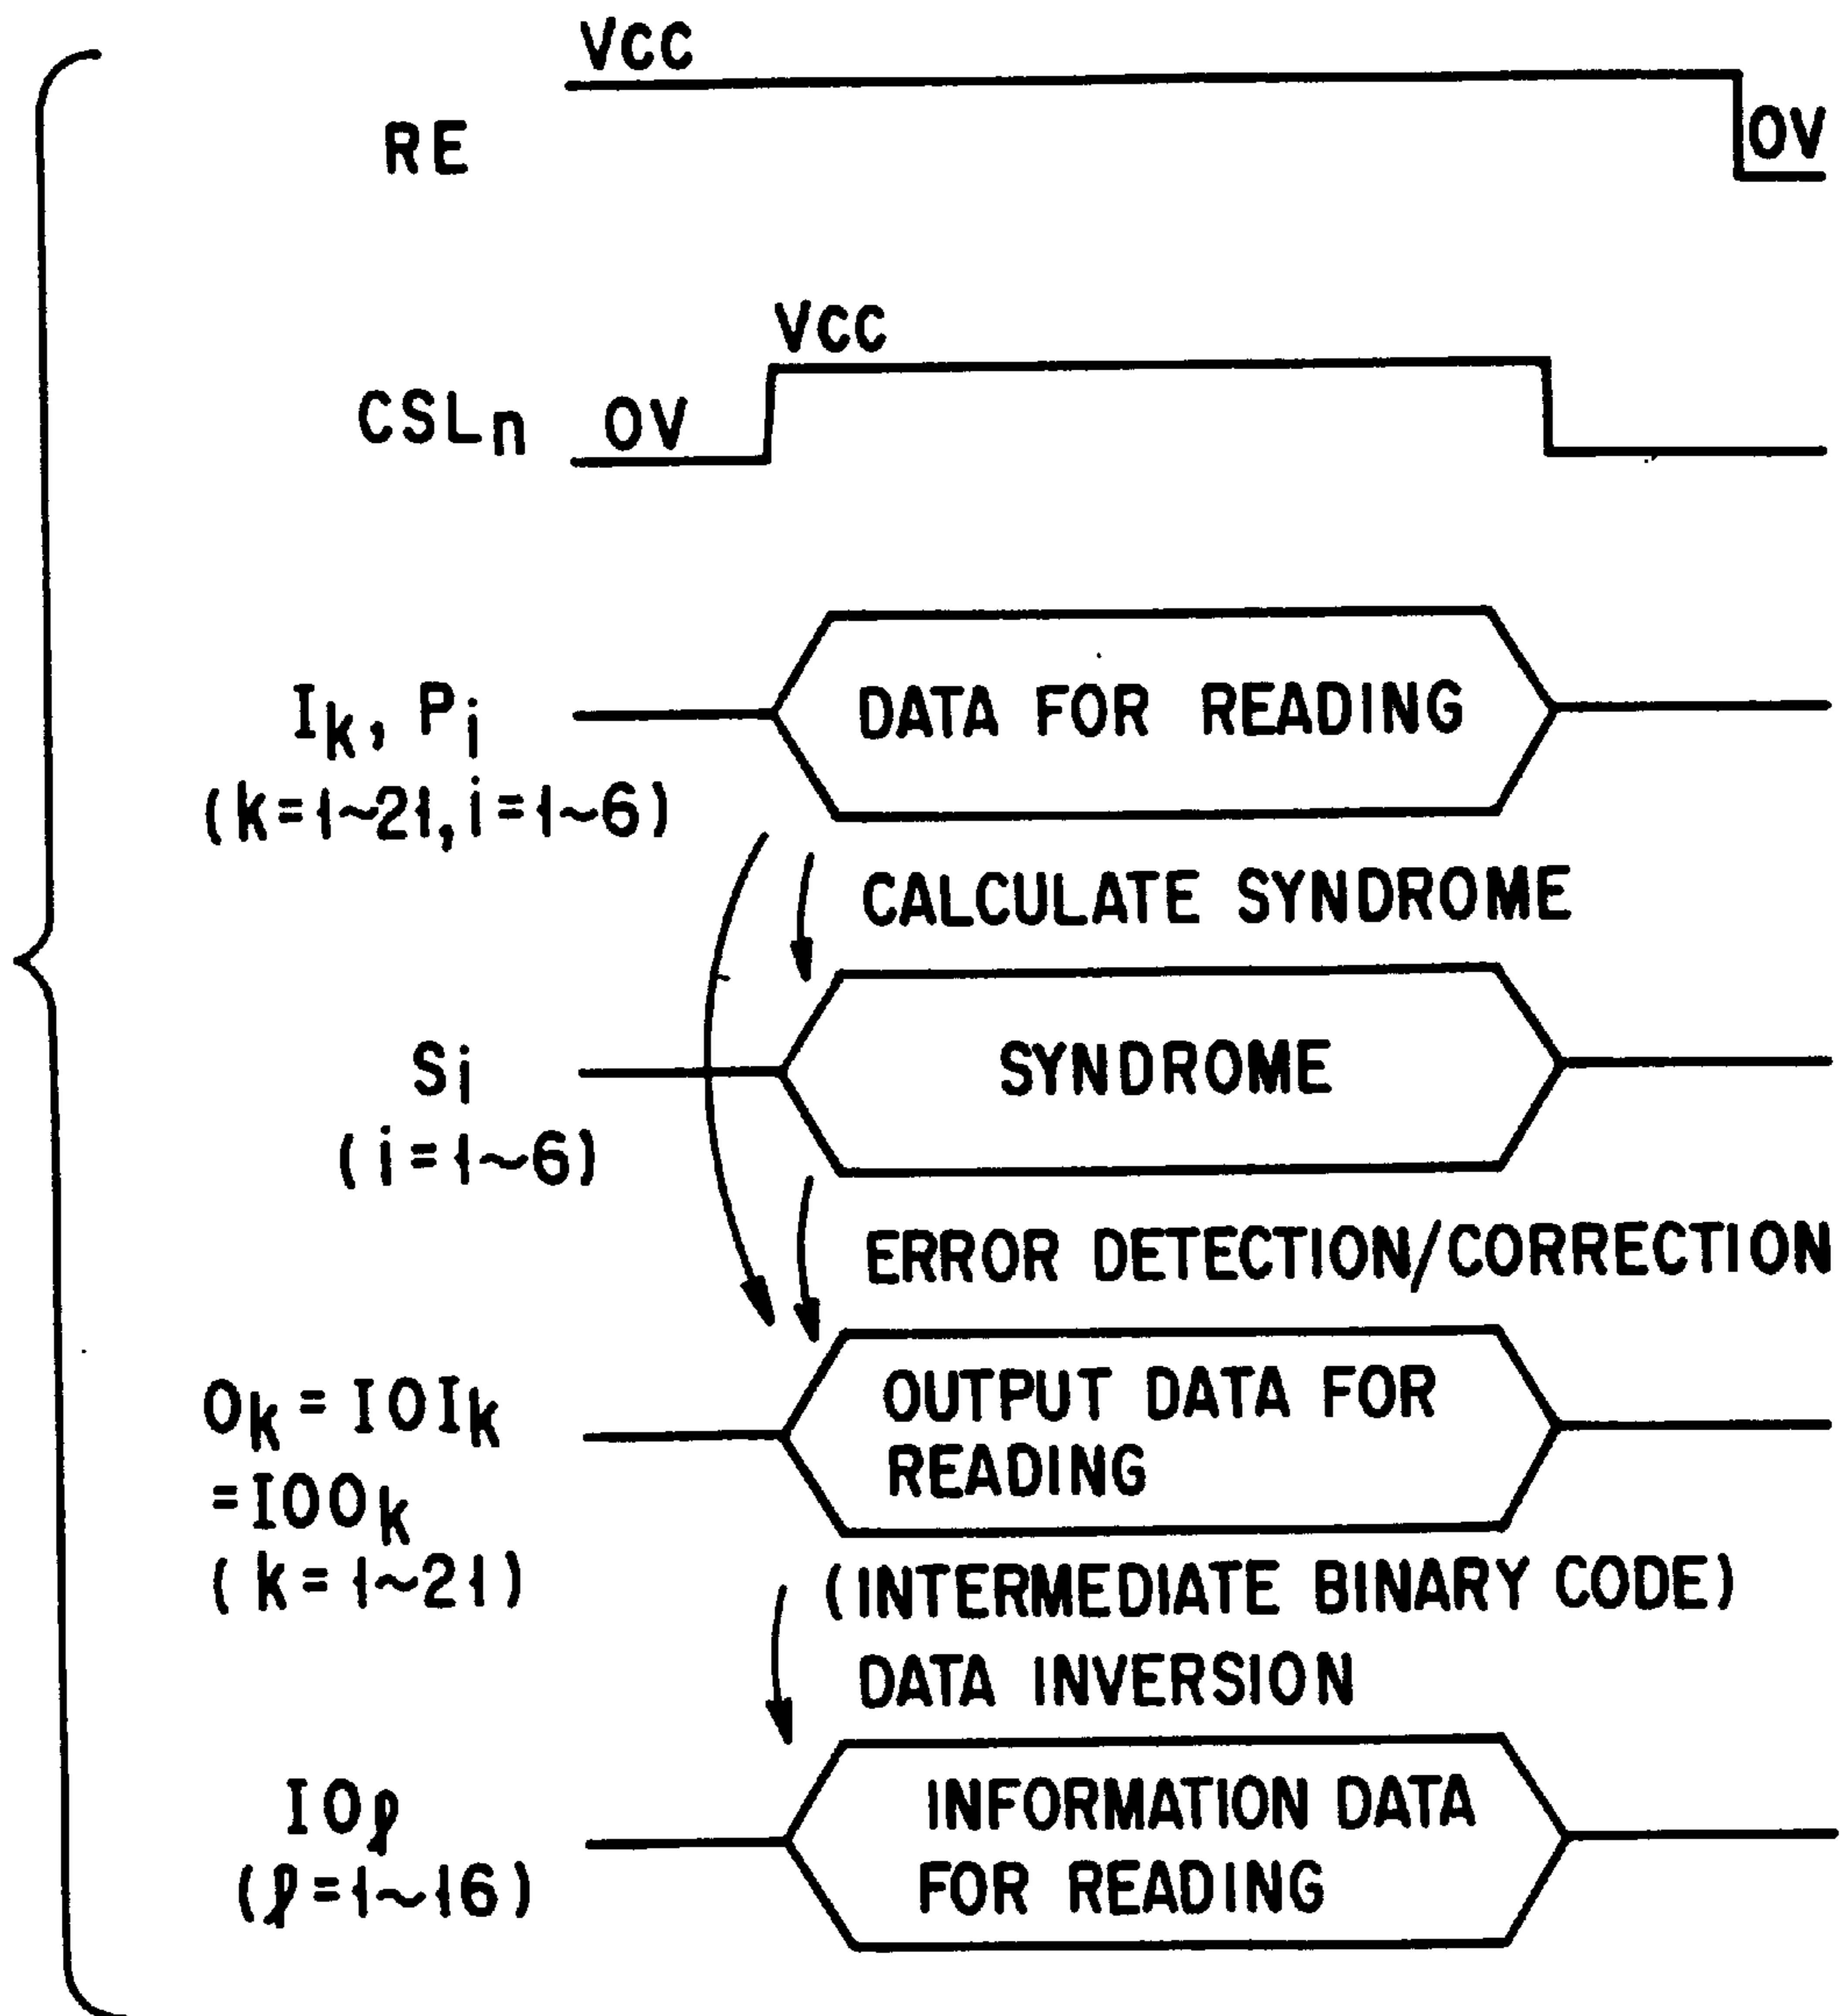 VCC
RE
0V
VCC
CSLn 0V
Ik, Pi
(k=1~21, i=1~6)
DATA FOR READING
CALCULATE SYNDROME
Si
(i=1~6)
SYNDROME
ERROR DETECTION/CORRECTION
Ok=IOIk
=IOOk
(k=1~21)
OUTPUT DATA FOR
READING
(INTERMEDIATE BINARY CODE)
DATA INVERSION
IOℓ
(ℓ=1~16)
INFORMATION DATA
FOR READING